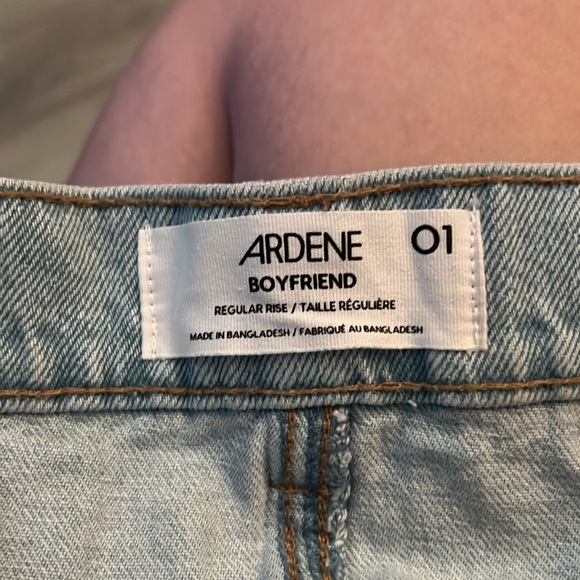 ARDENE 01
BOYFRIEND
REGULAR RISE / TAILLE RÉGULIÈRE
MADE IN BANGLADESH / FABRIQUÉ AU BANGLADESH